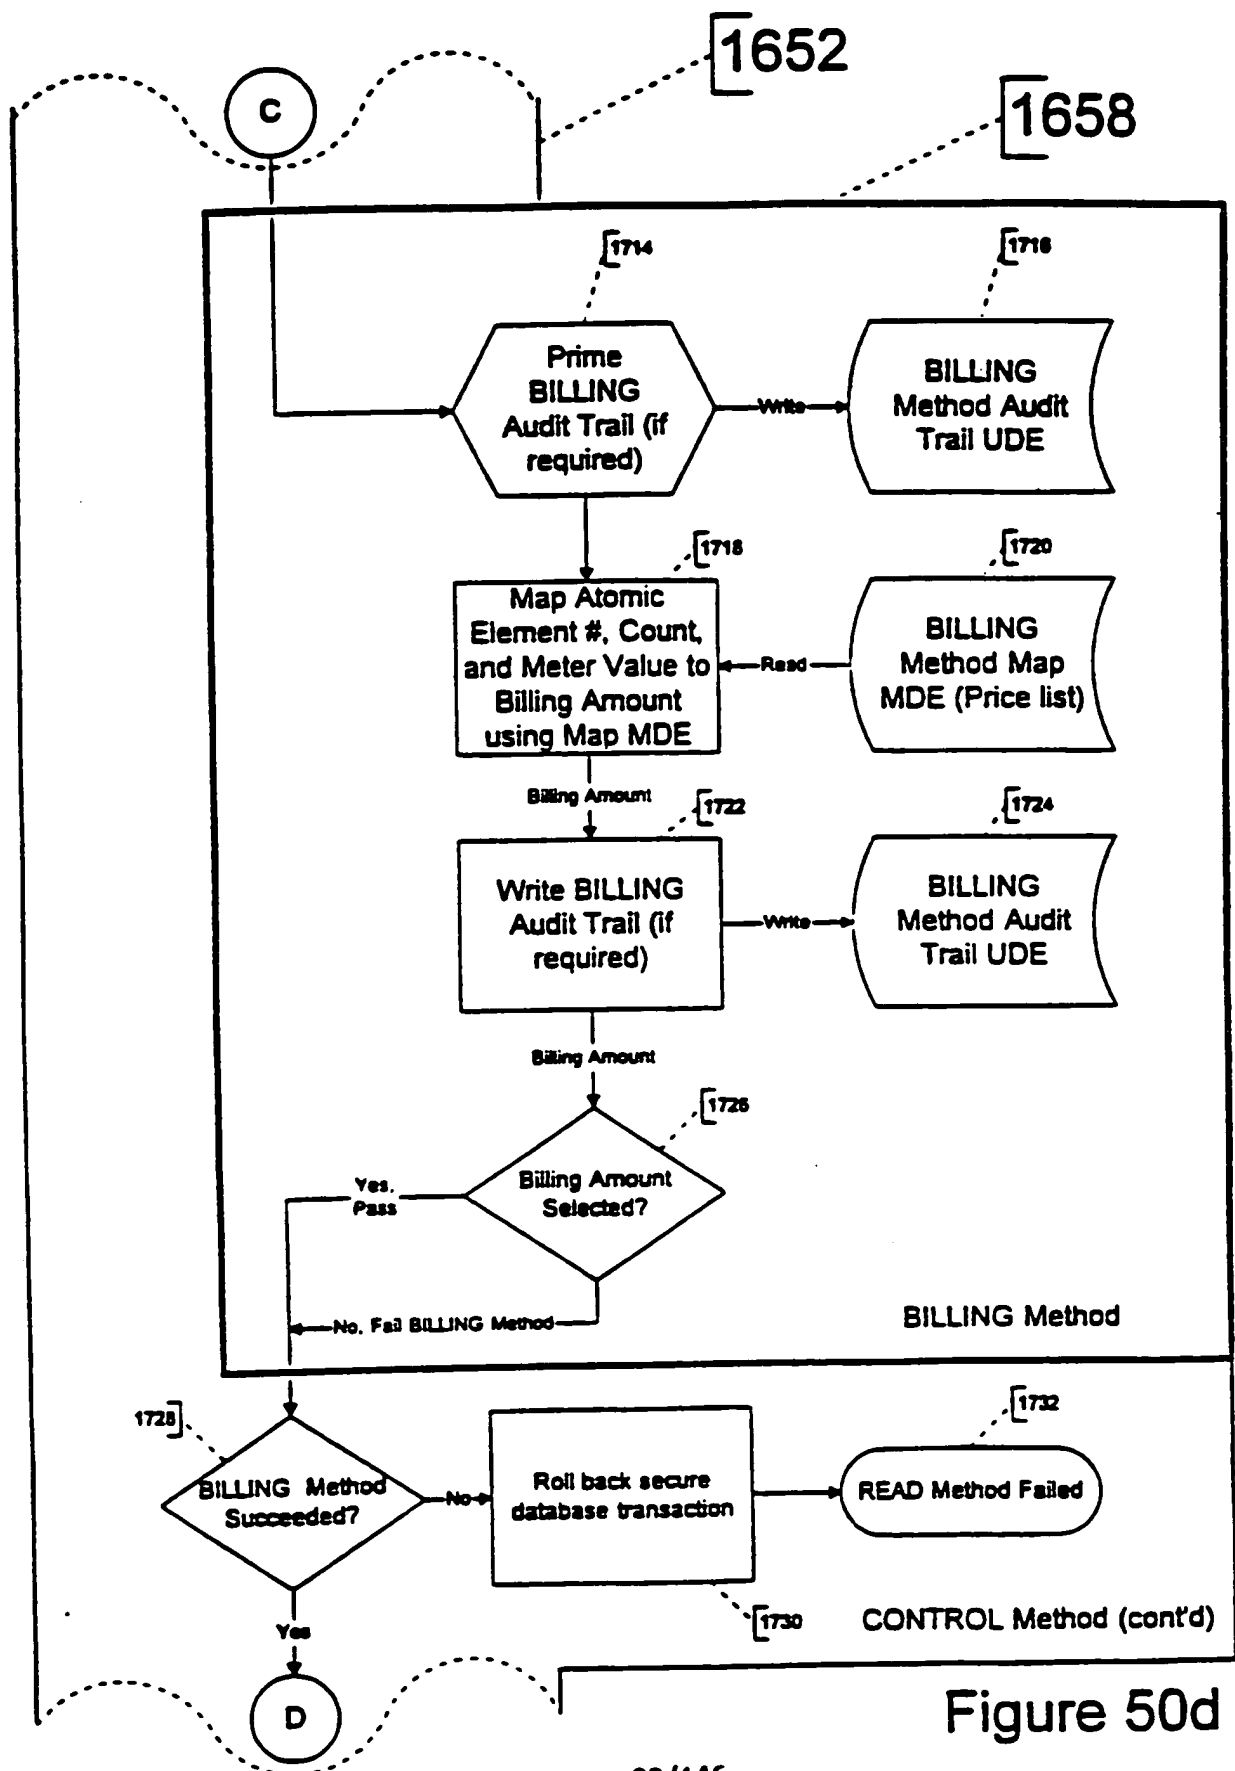 1652
1658
C
1714
1716
Prime
BILLING
Audit Trail (if
required)
Write
BILLING
Method Audit
Trail UDE
1718
1720
Map Atomic
Element #, Count,
and Meter Value to
Billing Amount
using Map MDE
Read
BILLING
Method Map
MDE (Price list)
Billing Amount
1722
1724
Write BILLING
Audit Trail (if
required)
Write
BILLING
Method Audit
Trail UDE
Billing Amount
1726
Billing Amount
Selected?
Yes,
Pass
No, Fail BILLING Method
BILLING Method
1728
1732
BILLING Method
Succeeded?
No
Roll back secure
database transaction
READ Method Failed
1730
CONTROL Method (cont'd)
Yes
D
Figure 50d